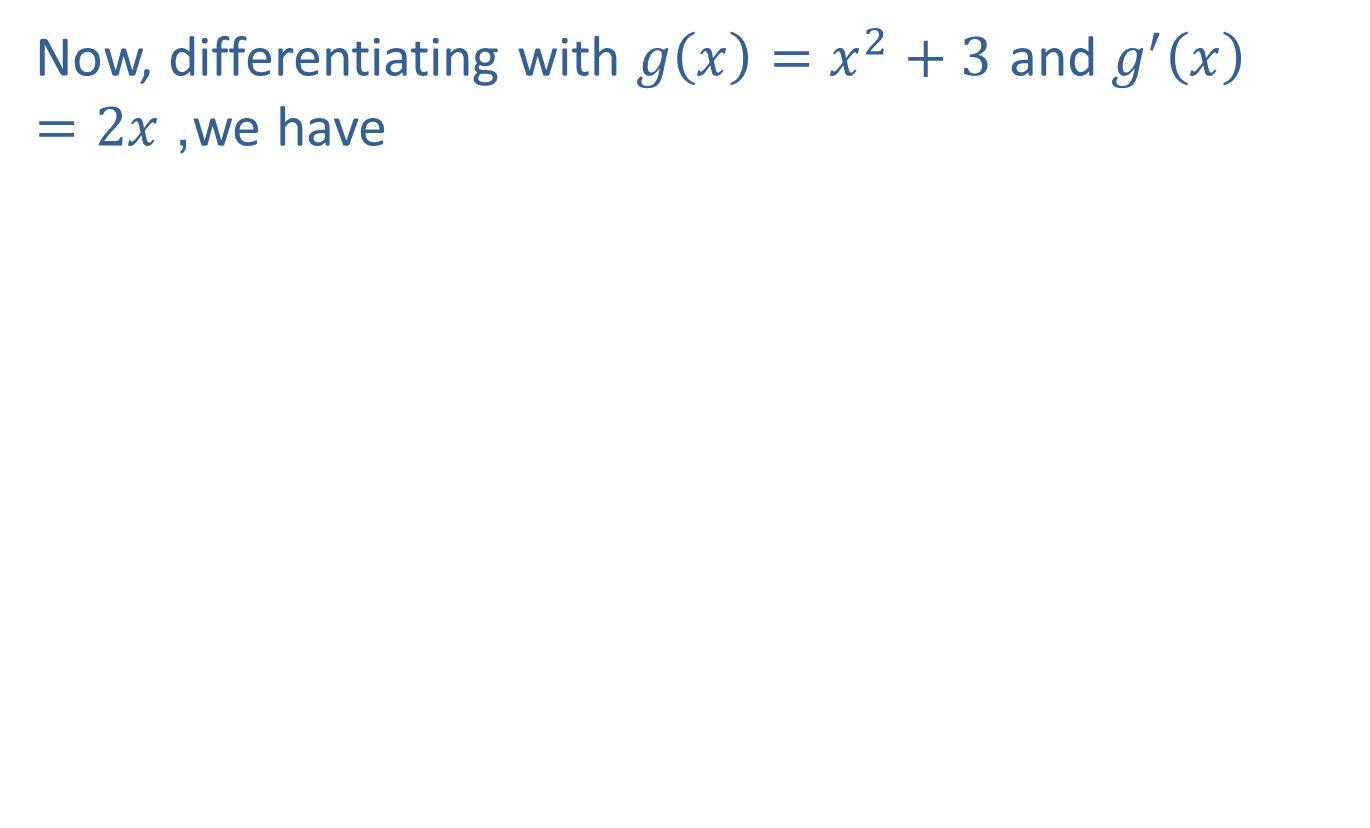 Now, differentiating with g(x) = x² + 3 and g′(x)
= 2x ,we have